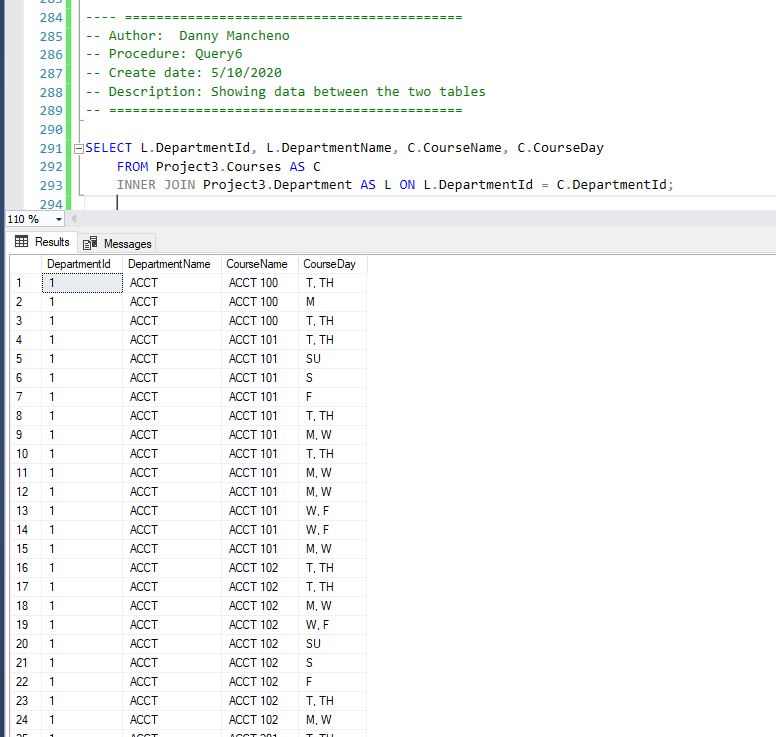 283
284 ---- ===========================================
285 -- Author:  Danny Mancheno
286 -- Procedure: Query6
287 -- Create date: 5/10/2020
288 -- Description: Showing data between the two tables
289 -- =============================================
290
291 SELECT L.DepartmentId, L.DepartmentName, C.CourseName, C.CourseDay
292 FROM Project3.Courses AS C
293 INNER JOIN Project3.Department AS L ON L.DepartmentId = C.DepartmentId;
294
110 %
Results Messages
DepartmentId DepartmentName CourseName CourseDay
1 1 ACCT ACCT 100 T, TH
2 1 ACCT ACCT 100 M
3 1 ACCT ACCT 100 T, TH
4 1 ACCT ACCT 101 T, TH
5 1 ACCT ACCT 101 SU
6 1 ACCT ACCT 101 S
7 1 ACCT ACCT 101 F
8 1 ACCT ACCT 101 T, TH
9 1 ACCT ACCT 101 M, W
10 1 ACCT ACCT 101 T, TH
11 1 ACCT ACCT 101 M, W
12 1 ACCT ACCT 101 M, W
13 1 ACCT ACCT 101 W, F
14 1 ACCT ACCT 101 W, F
15 1 ACCT ACCT 101 M, W
16 1 ACCT ACCT 102 T, TH
17 1 ACCT ACCT 102 T, TH
18 1 ACCT ACCT 102 M, W
19 1 ACCT ACCT 102 W, F
20 1 ACCT ACCT 102 SU
21 1 ACCT ACCT 102 S
22 1 ACCT ACCT 102 F
23 1 ACCT ACCT 102 T, TH
24 1 ACCT ACCT 102 M, W
25 1 ACCT ACCT 201 T, TH